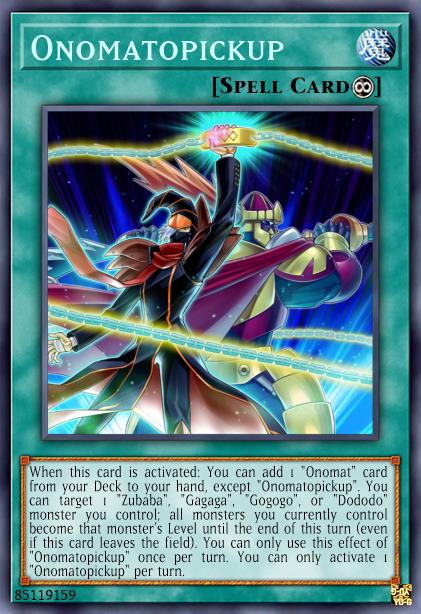 Onomatopickup
魔
[Spell Card♾]
When this card is activated: You can add 1 "Onomat" card
from your Deck to your hand, except "Onomatopickup". You
can target 1 "Zubaba", "Gagaga", "Gogogo", or "Dododo"
monster you control; all monsters you currently control
become that monster's Level until the end of this turn (even
if this card leaves the field). You can only use this effect of
"Onomatopickup" once per turn. You can only activate 1
"Onomatopickup" per turn.
85119159